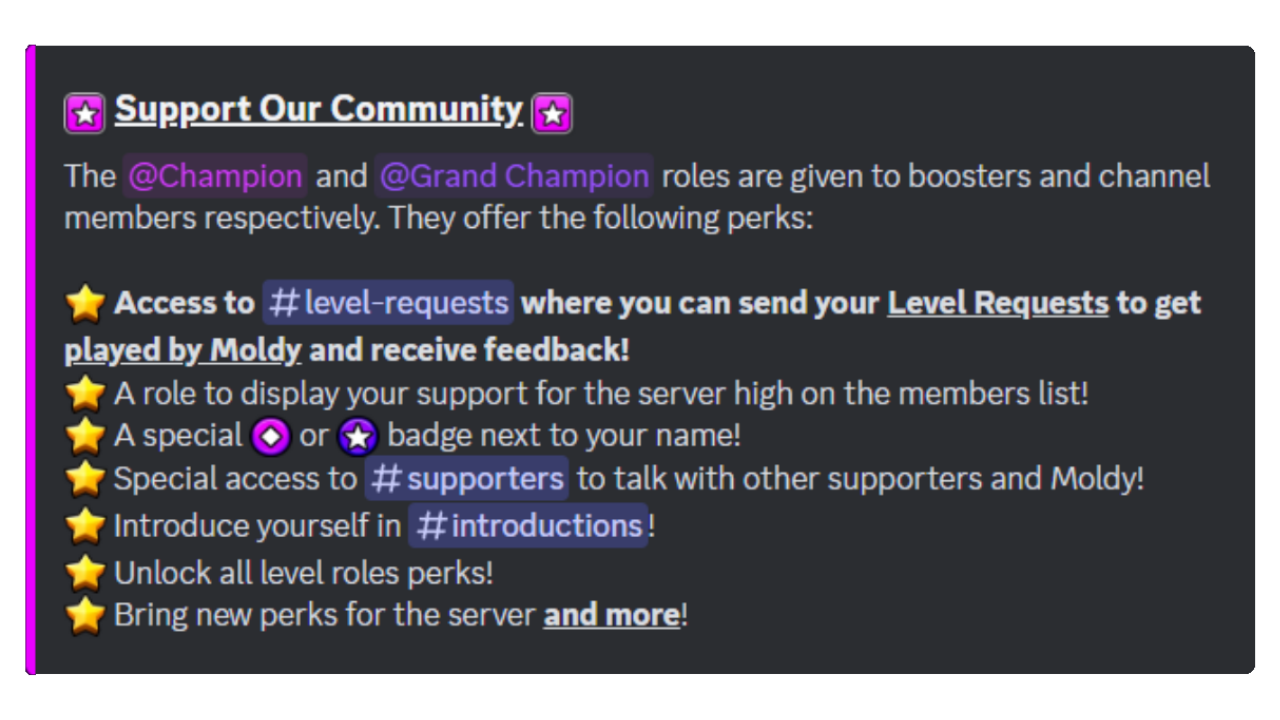 Support Our Community
The @Champion and @Grand Champion roles are given to boosters and channel
members respectively. They offer the following perks:
Access to #level-requests where you can send your Level Requests to get
played by Moldy and receive feedback!
A role to display your support for the server high on the members list!
A special or badge next to your name!
Special access to #supporters to talk with other supporters and Moldy!
Introduce yourself in #introductions!
Unlock all level roles perks!
Bring new perks for the server and more!